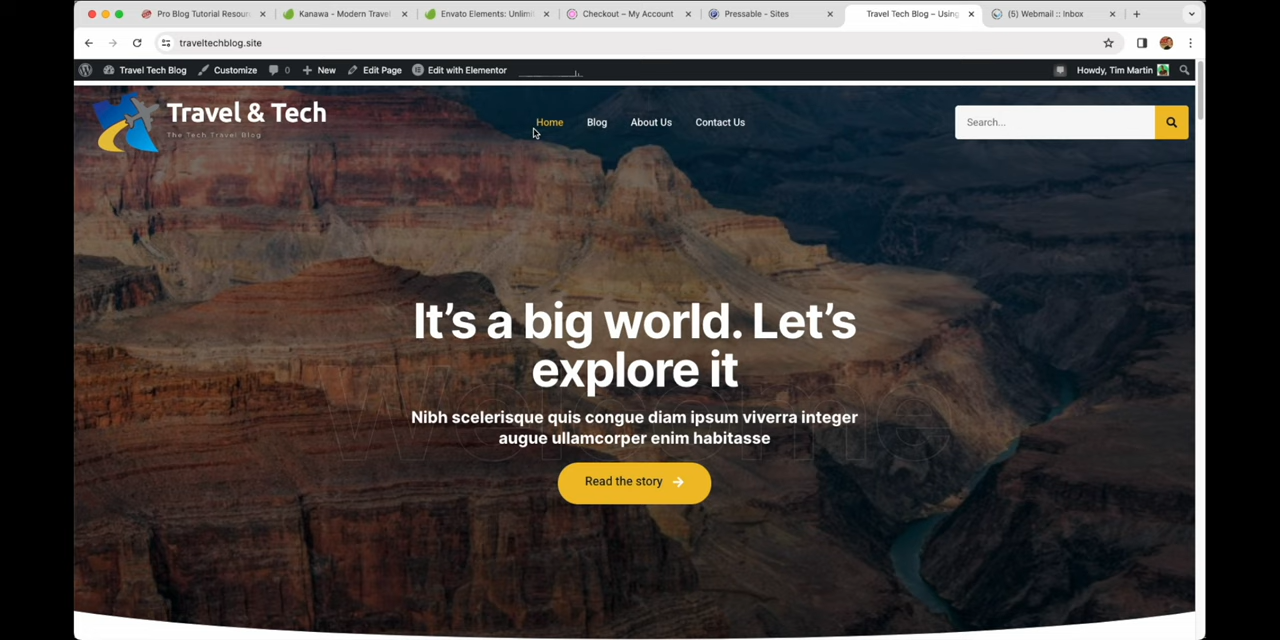 Pro Blog Tutorial Resour
Kanawa - Modern Travel
Envato Elements: Unlimi
Checkout – My Account
Pressable - Sites
Travel Tech Blog – Using
(5) Webmail :: Inbox
traveltechblog.site
Travel Tech Blog
Customize
0
New
Edit Page
Edit with Elementor
Howdy, Tim Martin
Travel & Tech
The Tech Travel Blog
Home
Blog
About Us
Contact Us
Search...
Welcome
It's a big world. Let's
explore it
Nibh scelerisque quis congue diam ipsum viverra integer
augue ullamcorper enim habitasse
Read the story